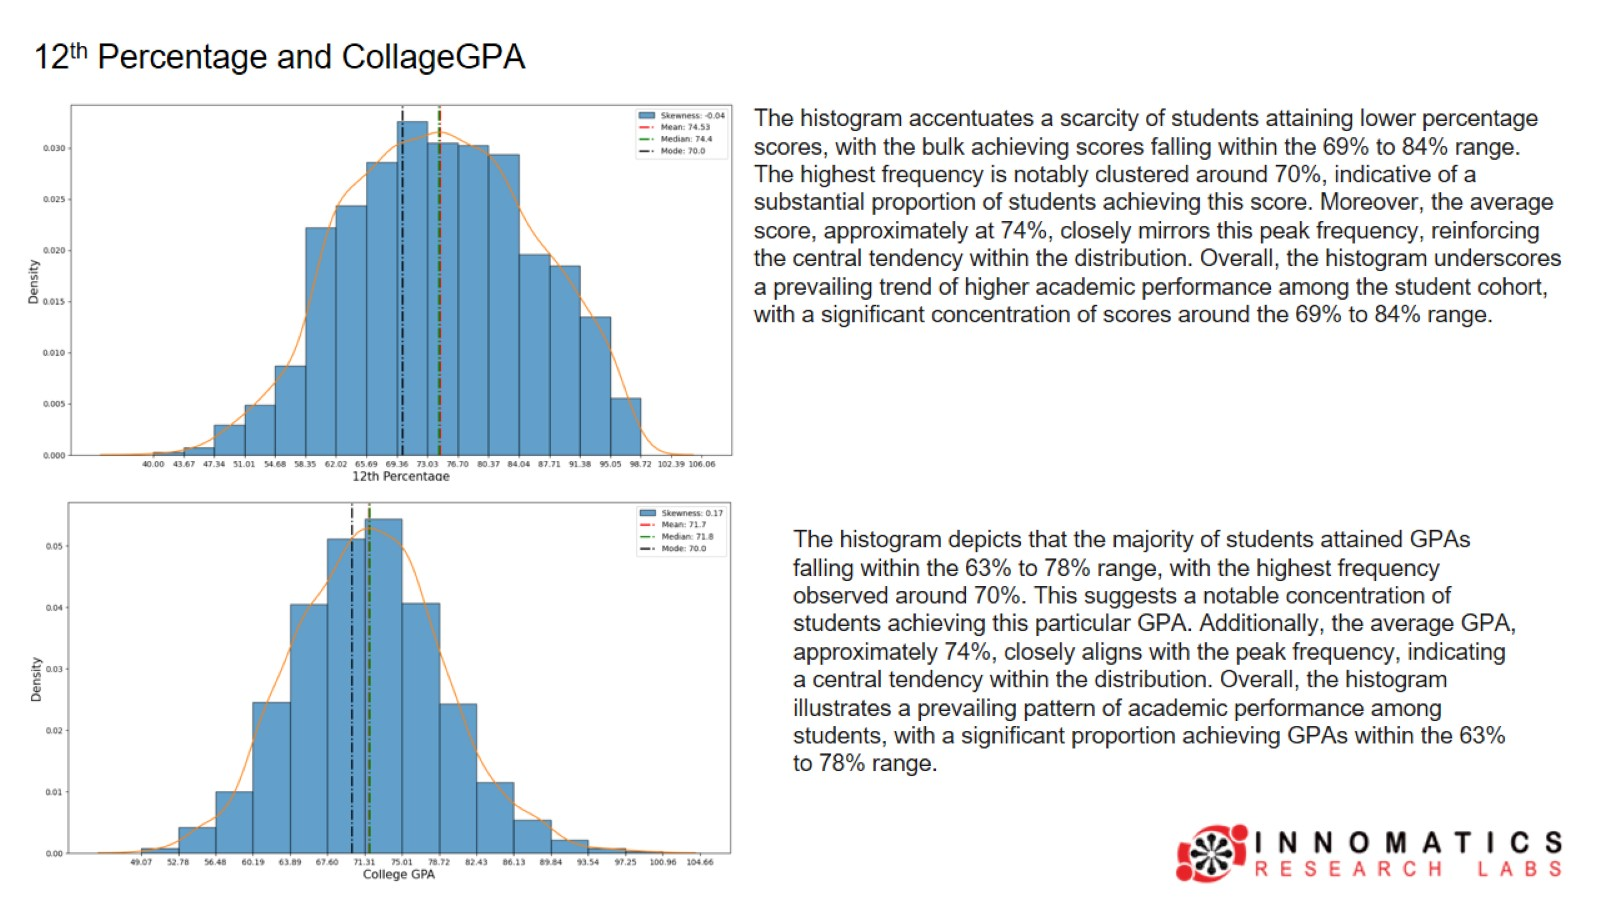 12th Percentage and CollageGPA
Skewness: -0.04
Mean: 74.53
Median: 74.4
Mode: 70.0
0.030
0.025
0.020
0.015
0.010
0.005
0.000
Density
40.00 43.67 47.34 51.01 54.68 58.35 62.02 65.69 69.36 73.03 76.70 80.37 84.04 87.71 91.38 95.05 98.72 102.39 106.06
12th Percentage
The histogram accentuates a scarcity of students attaining lower percentage
scores, with the bulk achieving scores falling within the 69% to 84% range.
The highest frequency is notably clustered around 70%, indicative of a
substantial proportion of students achieving this score. Moreover, the average
score, approximately at 74%, closely mirrors this peak frequency, reinforcing
the central tendency within the distribution. Overall, the histogram underscores
a prevailing trend of higher academic performance among the student cohort,
with a significant concentration of scores around the 69% to 84% range.
Skewness: 0.17
Mean: 71.7
Median: 71.8
Mode: 70.0
0.05
0.04
0.03
0.02
0.01
0.00
Density
49.07 52.78 56.48 60.19 63.89 67.60 71.31 75.01 78.72 82.43 86.13 89.84 93.54 97.25 100.96 104.66
College GPA
The histogram depicts that the majority of students attained GPAs
falling within the 63% to 78% range, with the highest frequency
observed around 70%. This suggests a notable concentration of
students achieving this particular GPA. Additionally, the average GPA,
approximately 74%, closely aligns with the peak frequency, indicating
a central tendency within the distribution. Overall, the histogram
illustrates a prevailing pattern of academic performance among
students, with a significant proportion achieving GPAs within the 63%
to 78% range.
INNOMATICS
RESEARCH LABS